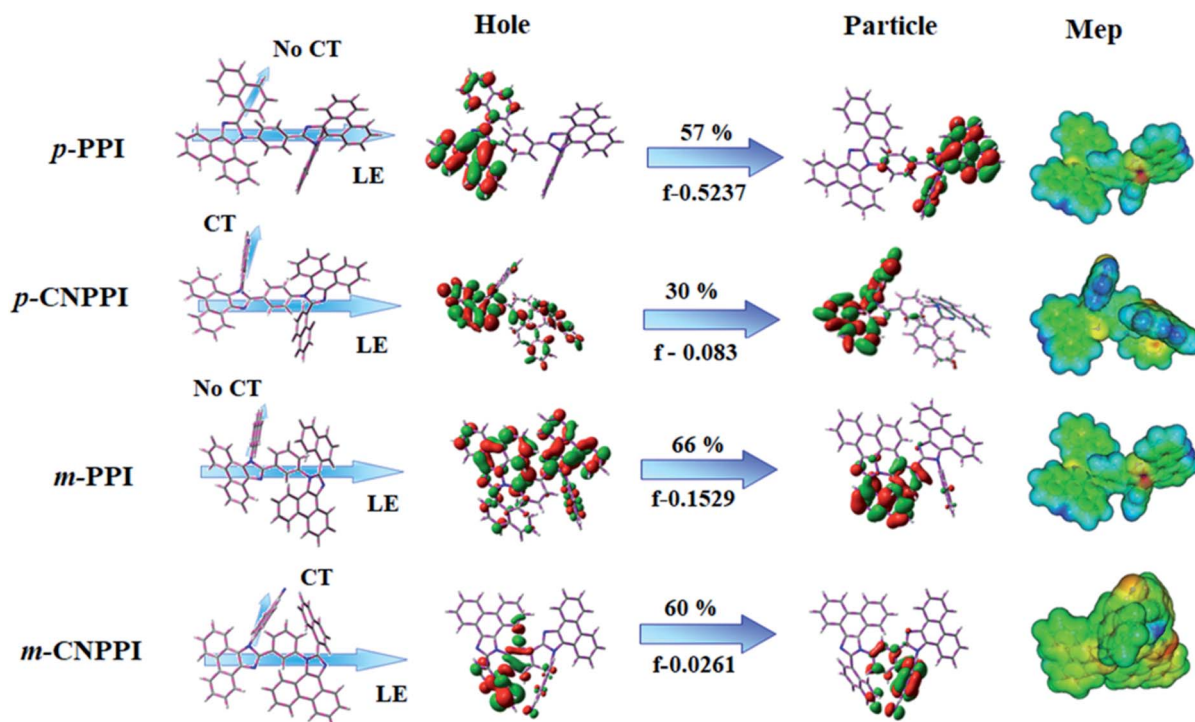 Hole
Particle
Mep
No CT
p-PPI
LE
57 %
f-0.5237
CT
p-CNPPI
LE
30 %
f - 0.083
No CT
m-PPI
LE
66 %
f-0.1529
CT
m-CNPPI
LE
60 %
f-0.0261